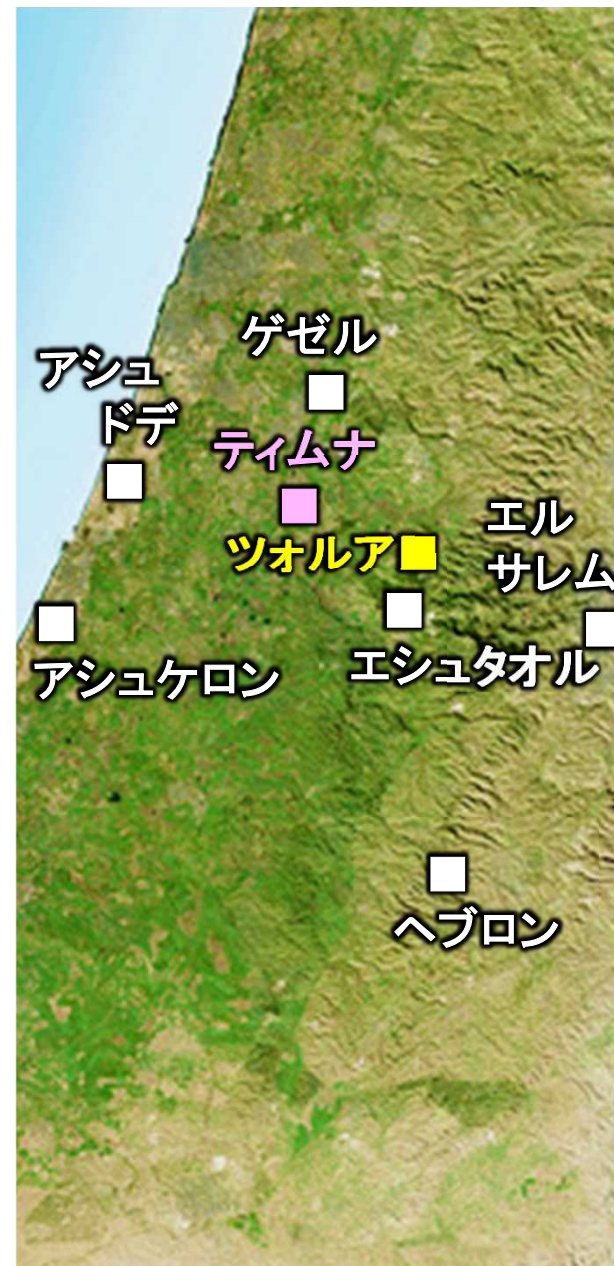 ゲゼル
アシュ
ドデ
ティムナ
ツォルア
エル
サレム
アシュケロン
エシュタオル
ヘブロン